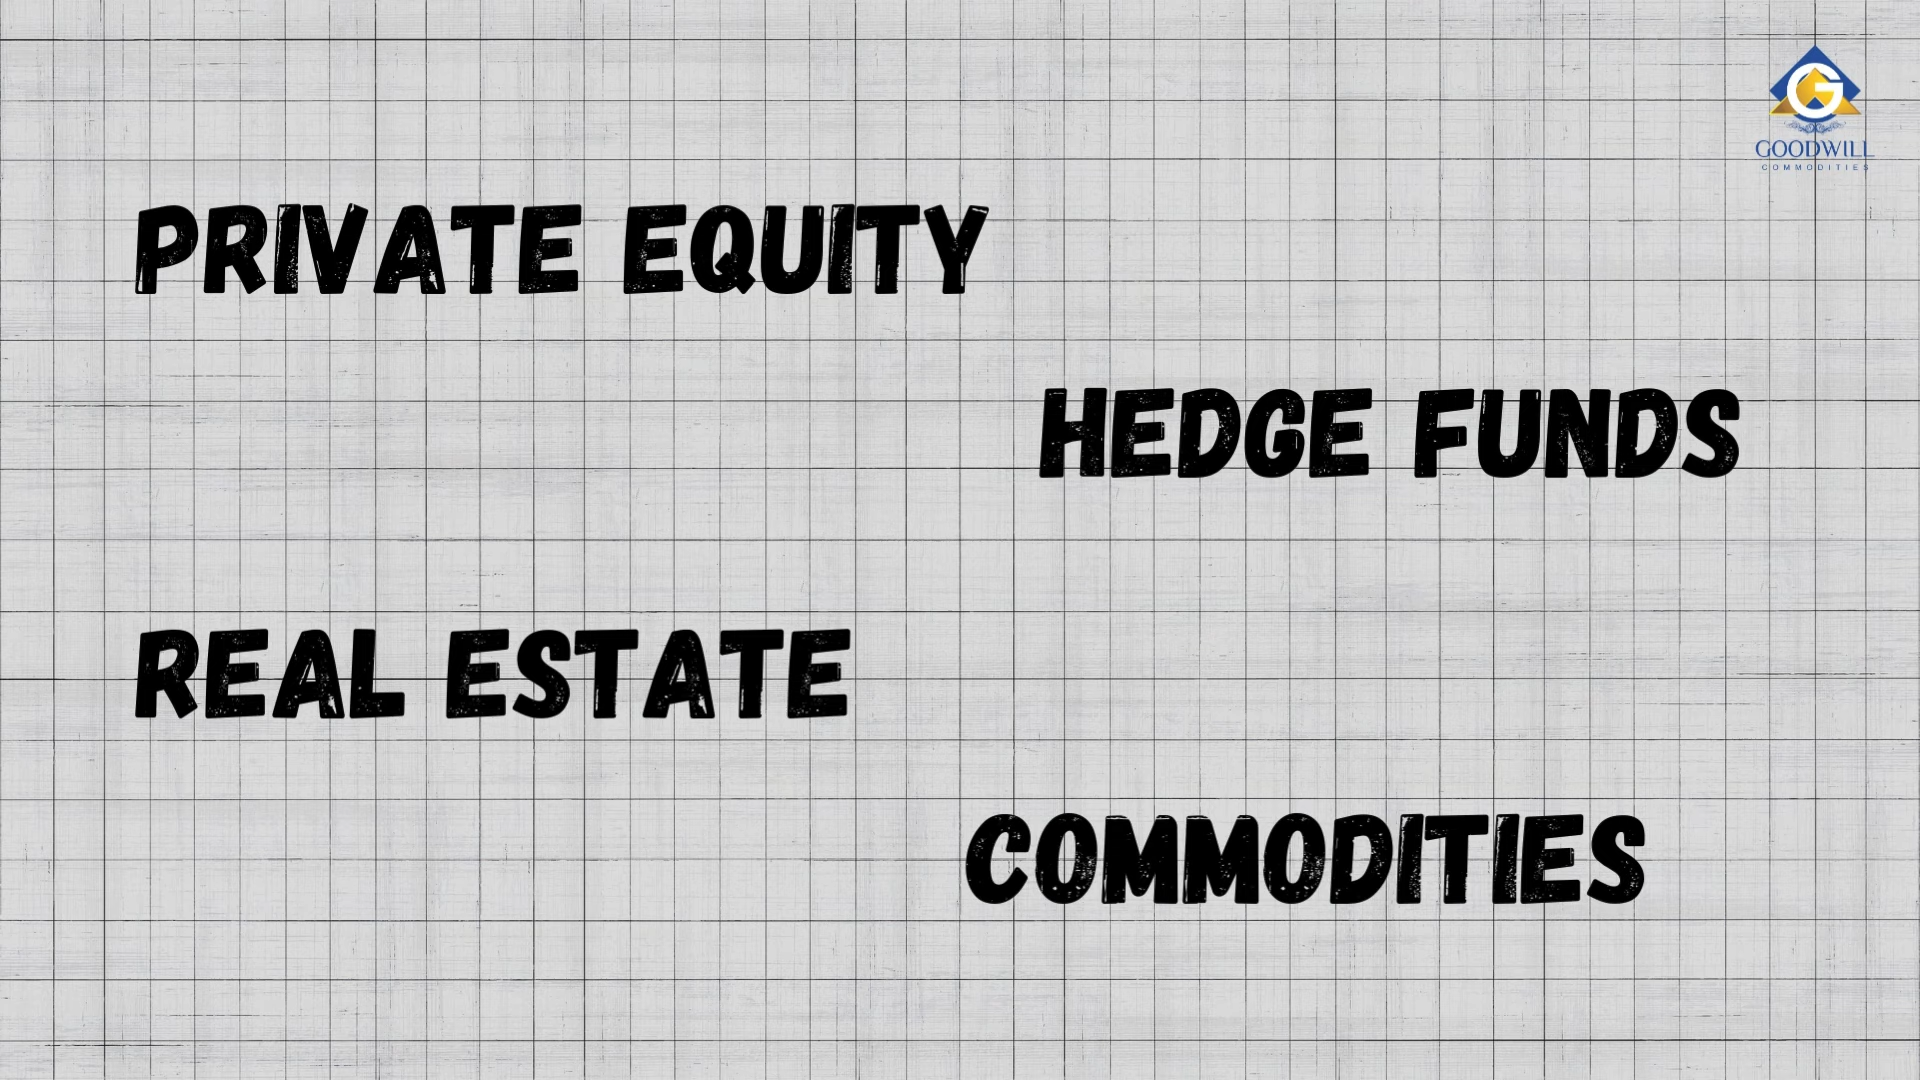 GOODWILL
COMMODITIES
PRIVATE EQUITY
HEDGE FUNDS
REAL ESTATE
COMMODITIES